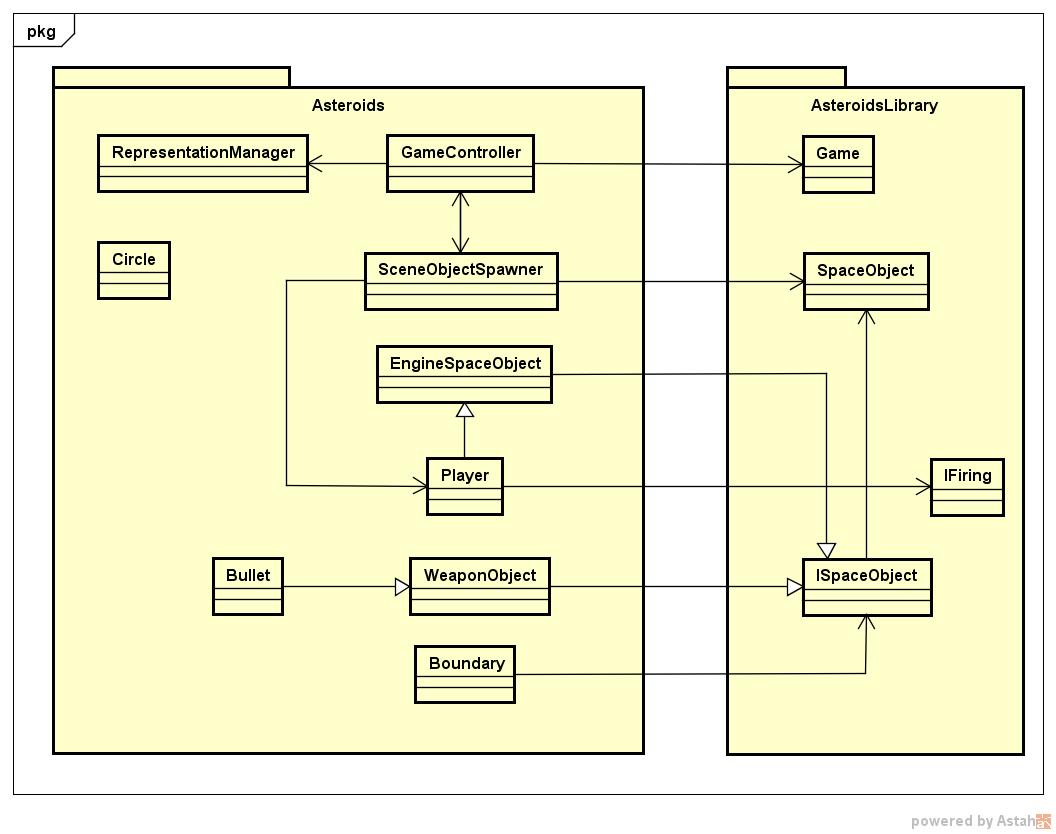 pkg
Asteroids
AsteroidsLibrary
RepresentationManager
GameController
Game
Circle
SceneObjectSpawner
SpaceObject
EngineSpaceObject
Player
IFiring
Bullet
WeaponObject
ISpaceObject
Boundary
powered by Astah